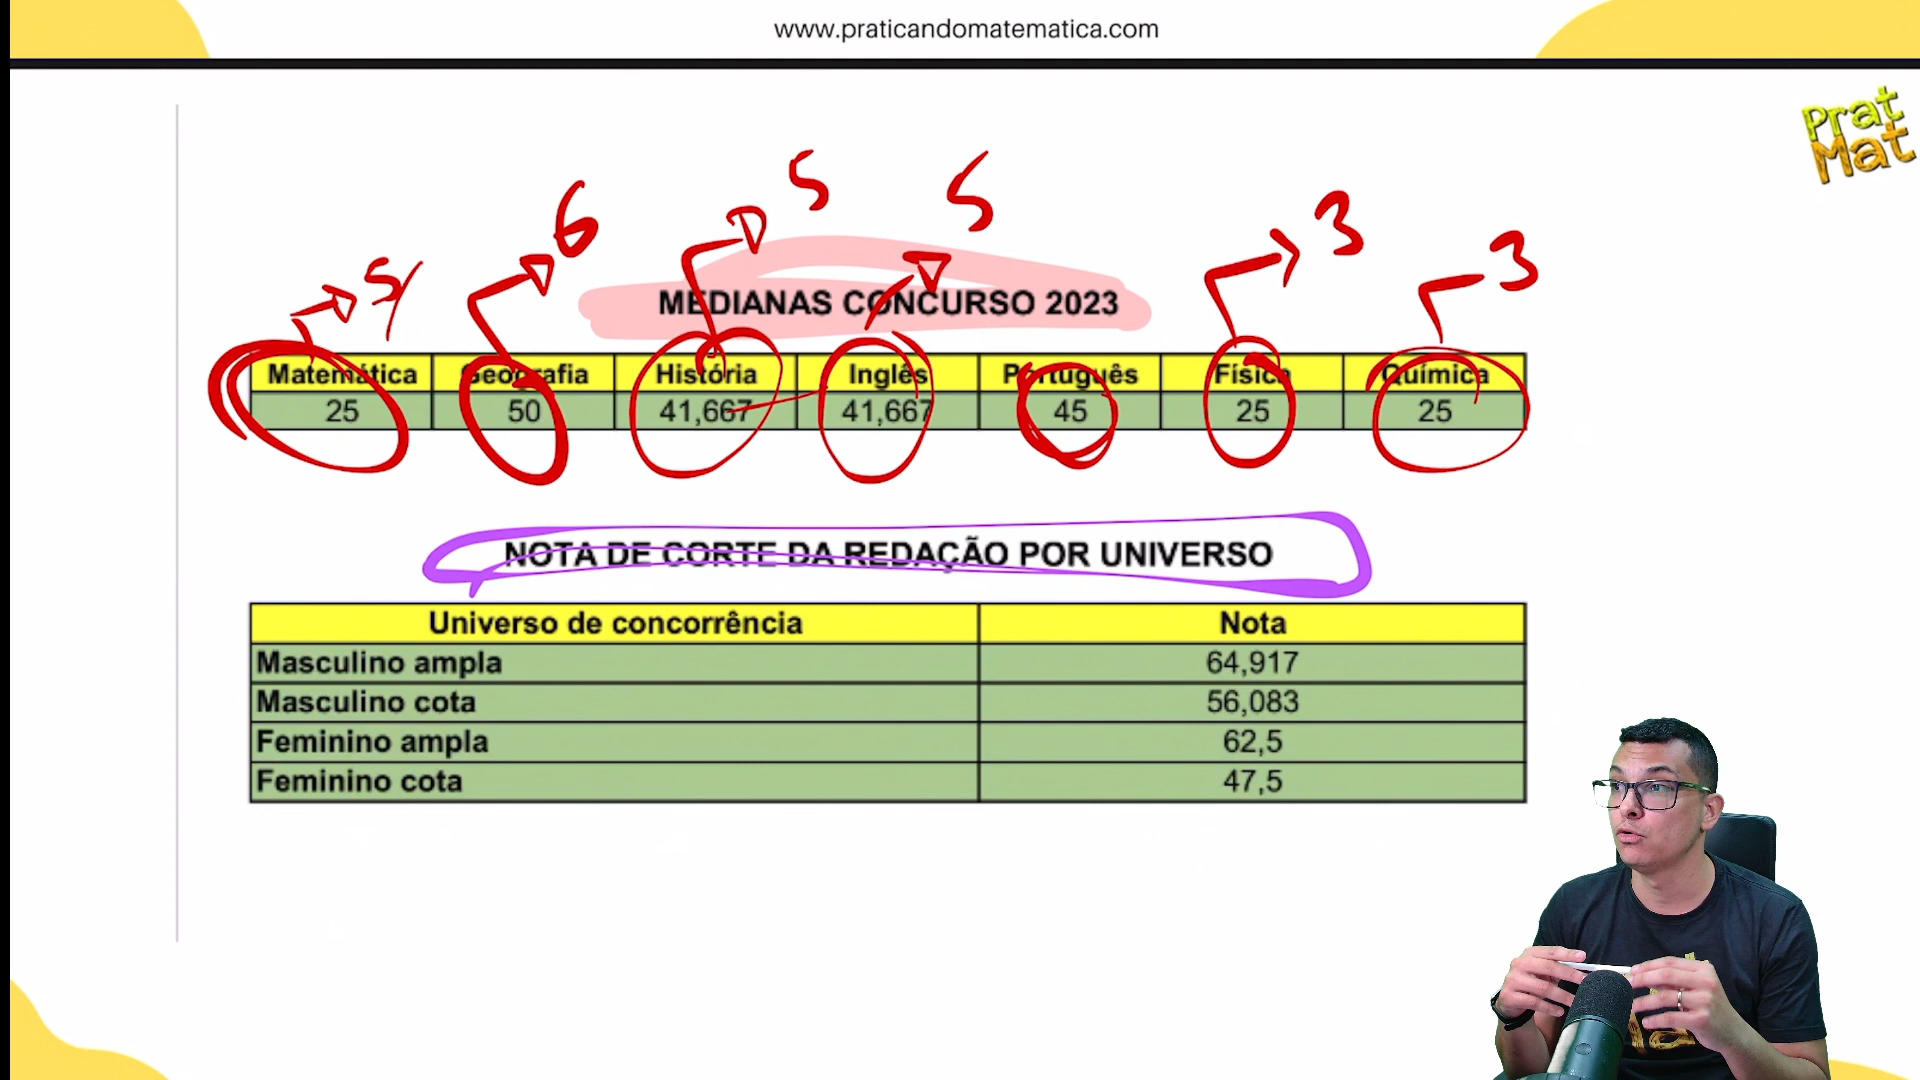 www.praticandomatematica.com
Prat
Mat
5 6 5 5 3 3
MEDIANAS CONCURSO 2023
Matemática Geografia História Inglês Português Física Química
25 50 41,667 41,667 45 25 25
NOTA DE CORTE DA REDAÇÃO POR UNIVERSO
Universo de concorrência Nota
Masculino ampla 64,917
Masculino cota 56,083
Feminino ampla 62,5
Feminino cota 47,5